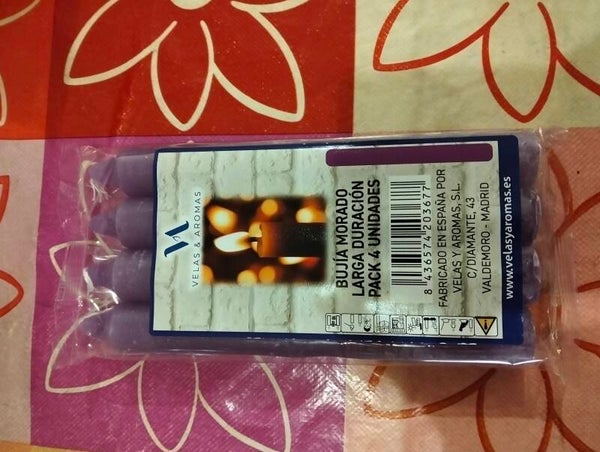 VELAS & AROMAS
BUJÍA MORADO
LARGA DURACIÓN
PACK 4 UNIDADES
8 436574 203677
FABRICADO EN ESPAÑA POR
VELAS Y AROMAS, S.L.
C/DIAMANTE, 43
VALDEMORO - MADRID
www.velasyaromas.es